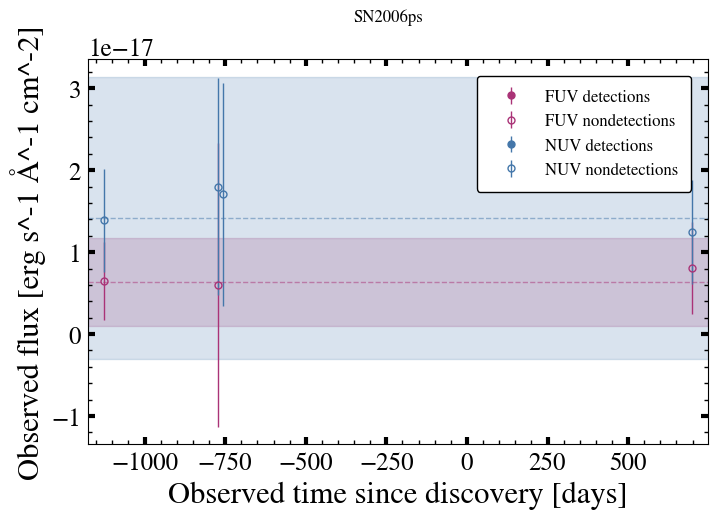 SN2006ps
1e−17
Observed flux [erg s^-1 Å^-1 cm^-2]
3
2
1
0
−1
FUV detections
FUV nondetections
NUV detections
NUV nondetections
−1000 −750 −500 −250 0 250 500
Observed time since discovery [days]